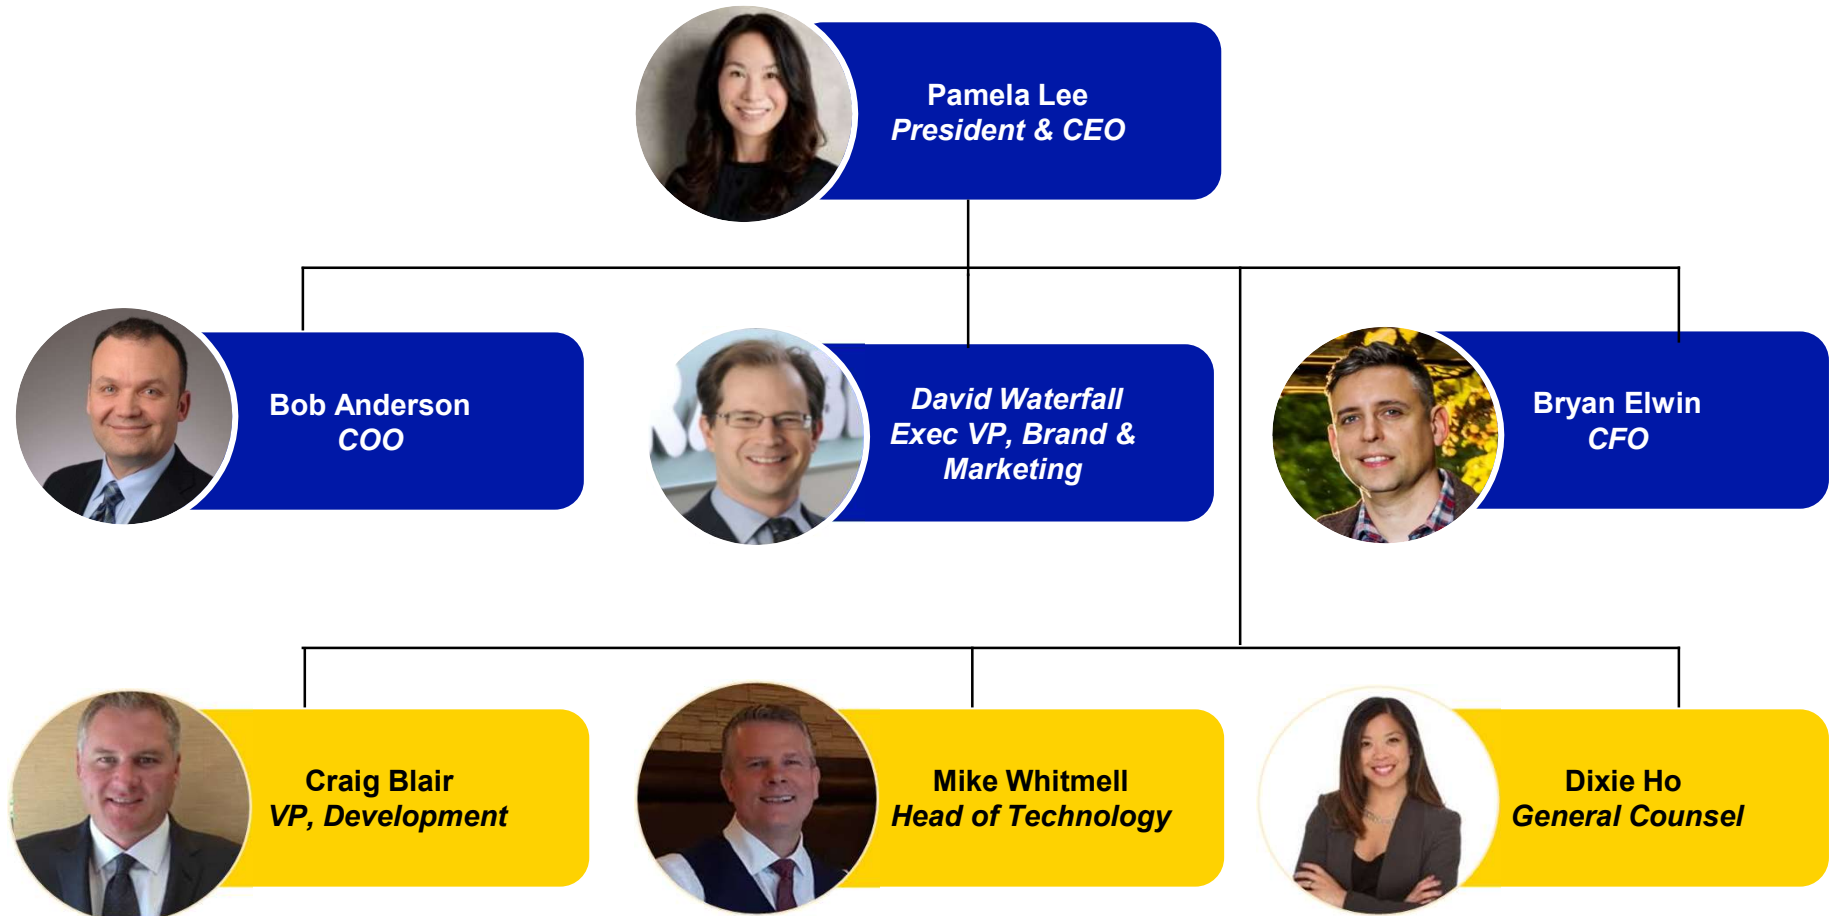 Pamela Lee
President & CEO
Bob Anderson
COO
David Waterfall
Exec VP, Brand &
Marketing
Bryan Elwin
CFO
Craig Blair
VP, Development
Mike Whitmell
Head of Technology
Dixie Ho
General Counsel